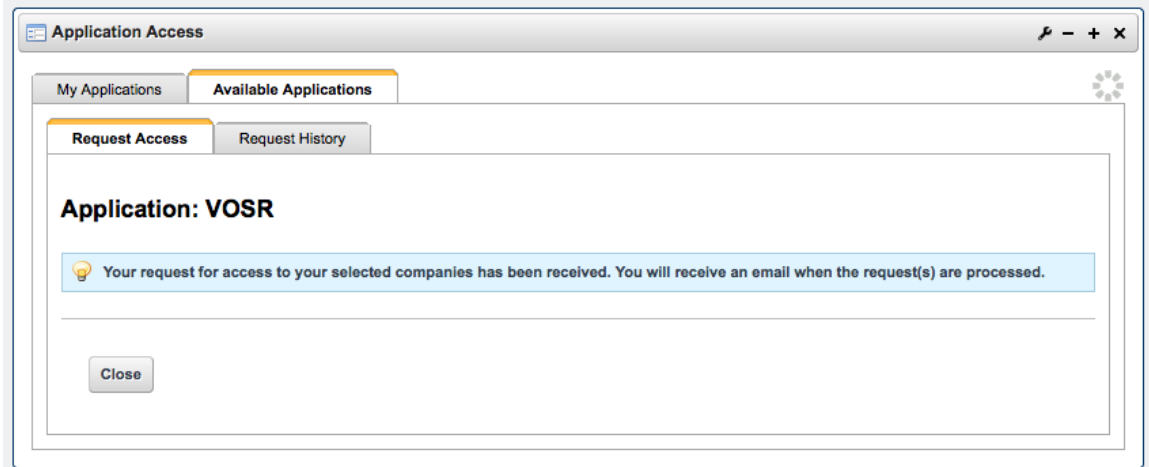 Application Access
My Applications
Available Applications
Request Access
Request History
Application: VOSR
Your request for access to your selected companies has been received. You will receive an email when the request(s) are processed.
Close